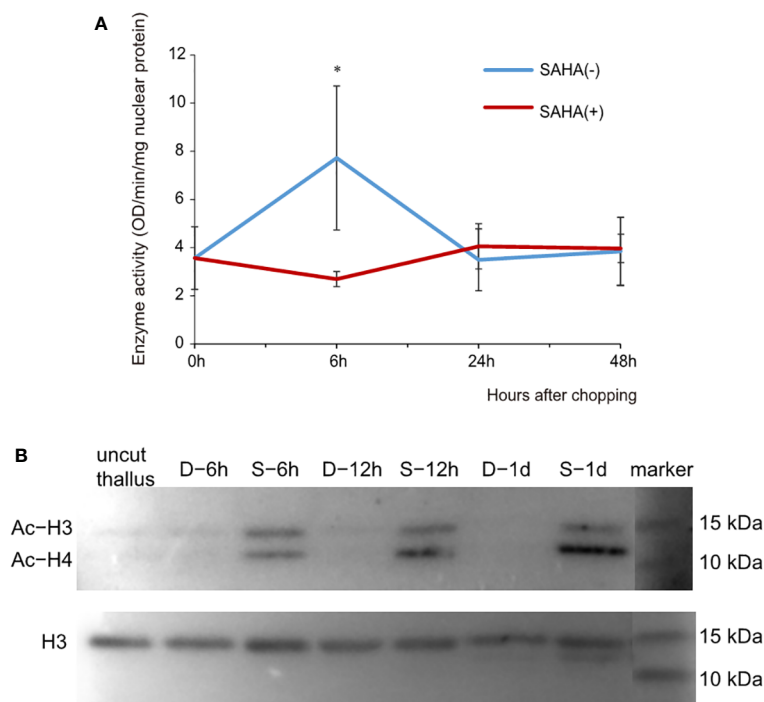 A
Enzyme activity (OD/min/mg nuclear protein)
12
10
8
6
4
2
0
*
SAHA(-)
SAHA(+)
0h
6h
24h
48h
Hours after chopping
B
uncut
thallus
D−6h
S−6h
D−12h
S−12h
D−1d
S−1d
marker
Ac−H3
Ac−H4
15 kDa
10 kDa
H3
15 kDa
10 kDa